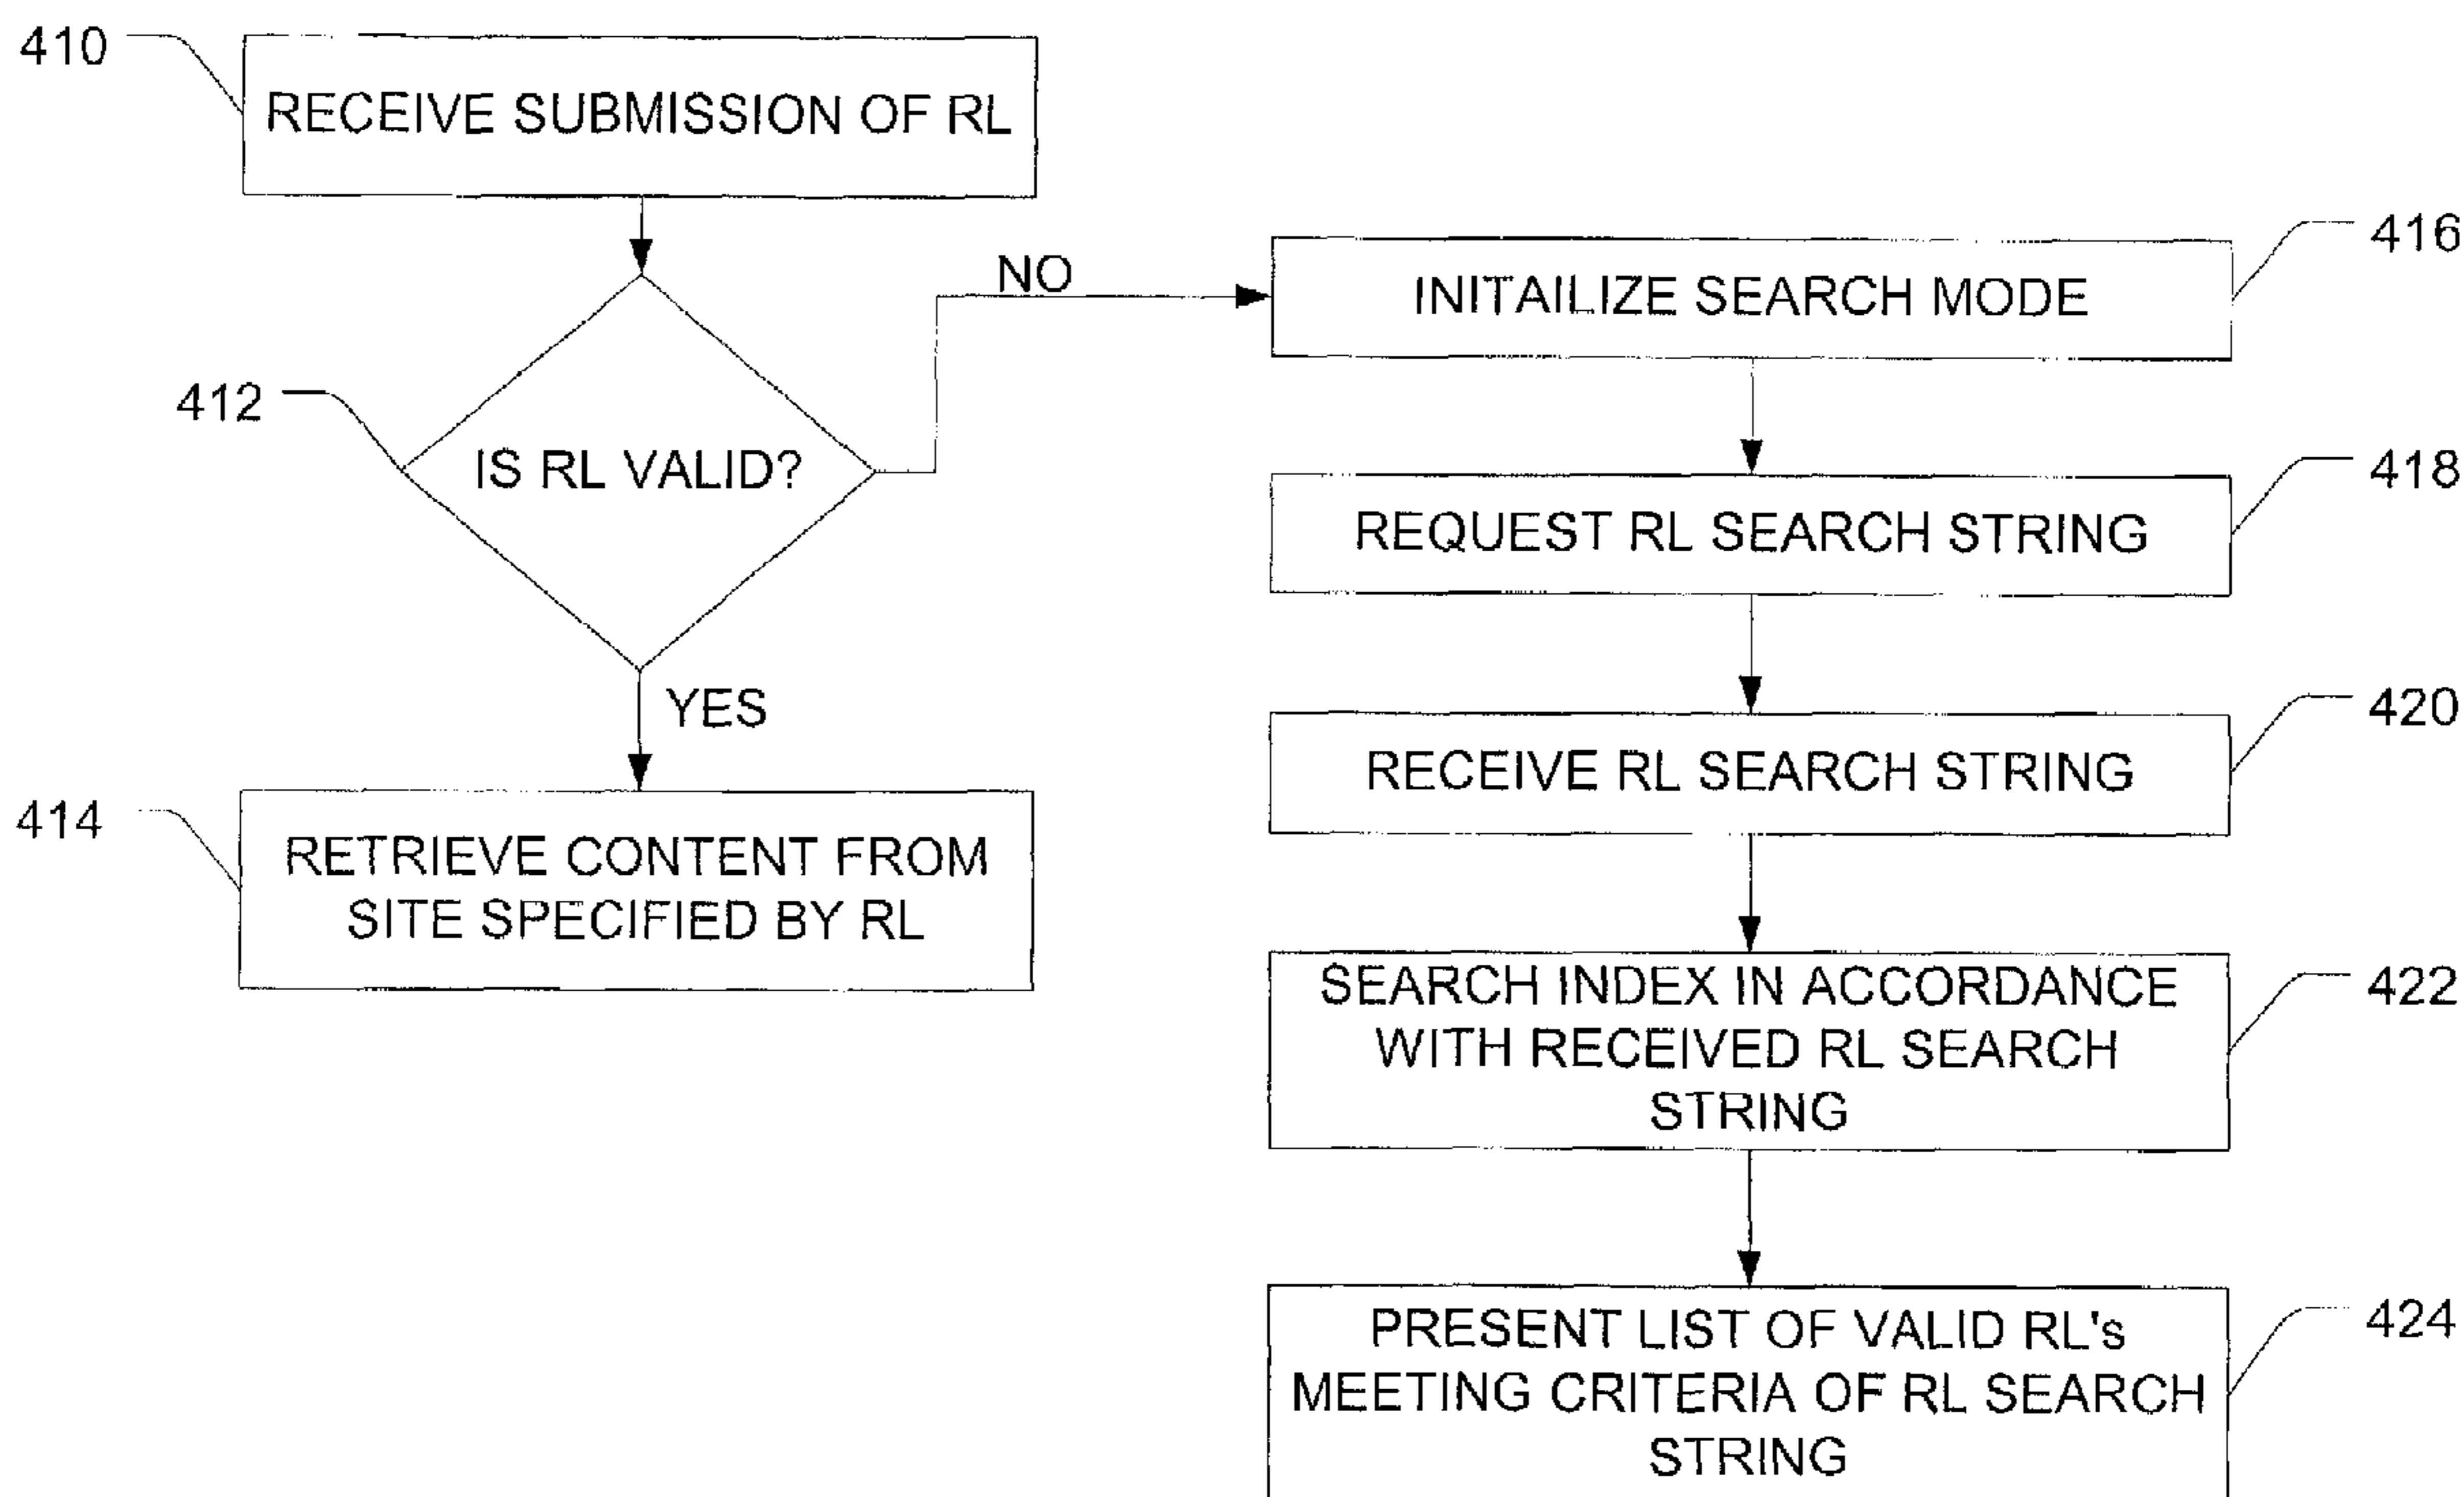 410
RECEIVE SUBMISSION OF RL
412
IS RL VALID?
NO
YES
414
RETRIEVE CONTENT FROM
SITE SPECIFIED BY RL
416
INITAILIZE SEARCH MODE
418
REQUEST RL SEARCH STRING
420
RECEIVE RL SEARCH STRING
422
SEARCH INDEX IN ACCORDANCE
WITH RECEIVED RL SEARCH
STRING
424
PRESENT LIST OF VALID RL's
MEETING CRITERIA OF RL SEARCH
STRING